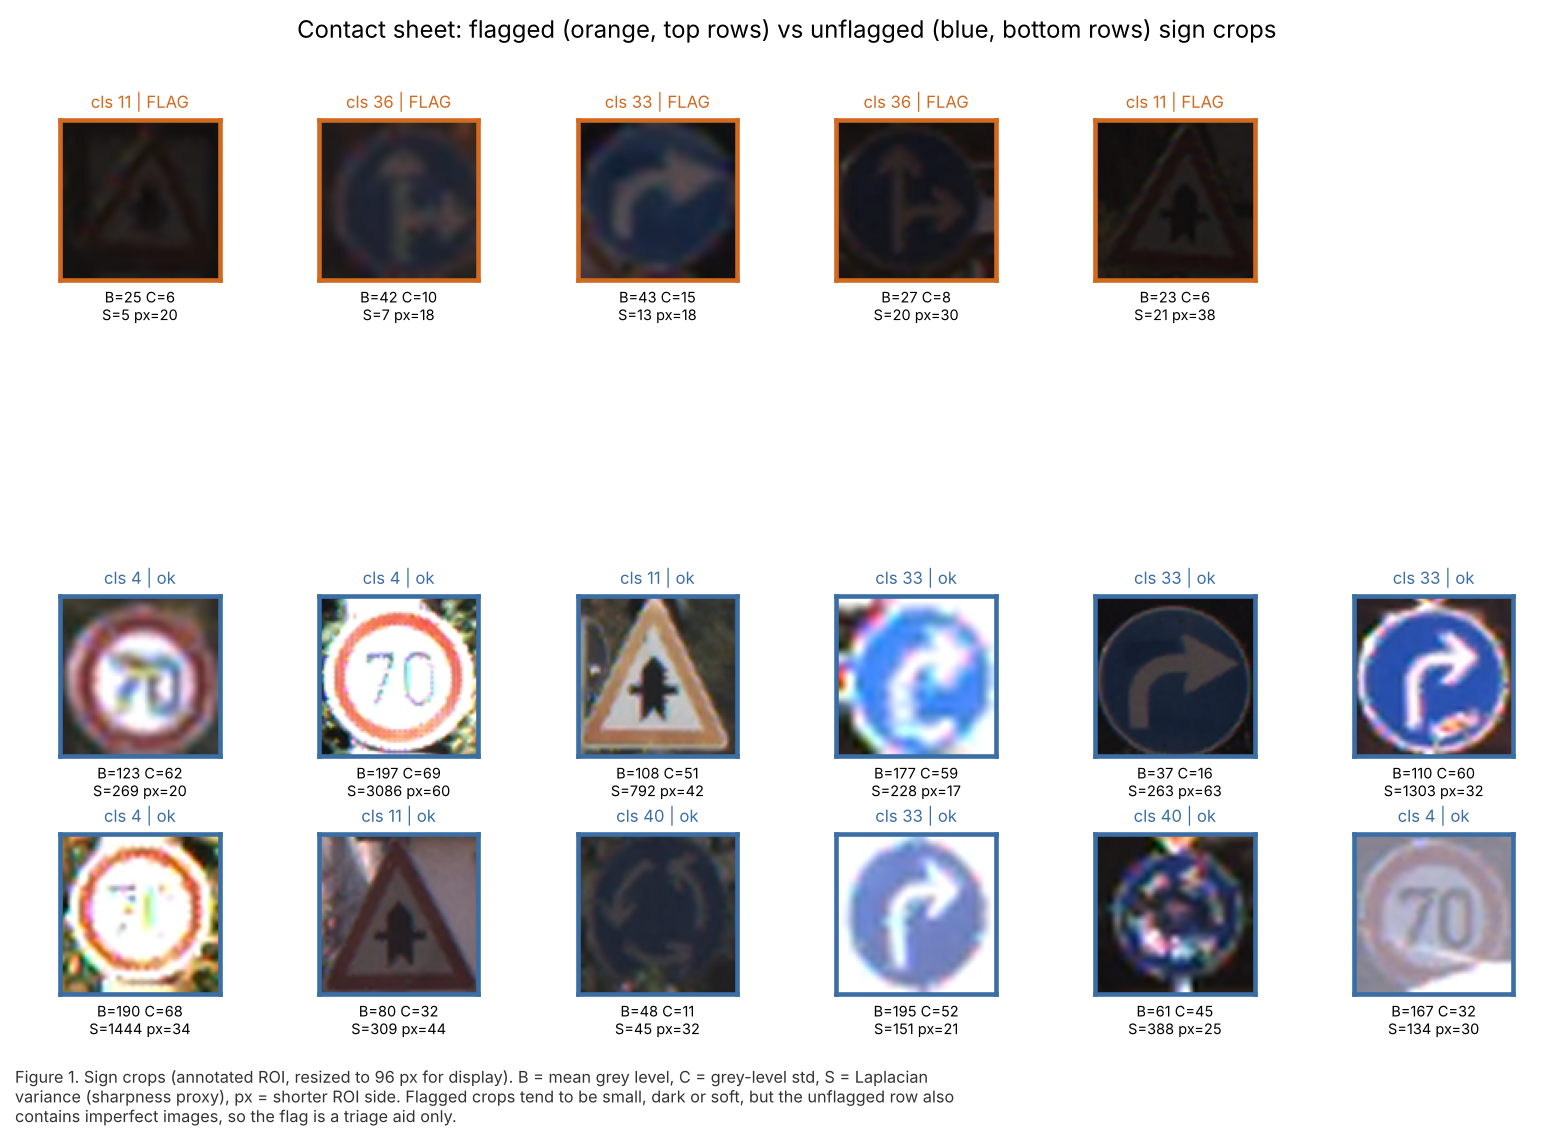 Contact sheet: flagged (orange, top rows) vs unflagged (blue, bottom rows) sign crops
cls 11 | FLAG
cls 36 | FLAG
cls 33 | FLAG
cls 36 | FLAG
cls 11 | FLAG
B=25 C=6
S=5 px=20
B=42 C=10
S=7 px=18
B=43 C=15
S=13 px=18
B=27 C=8
S=20 px=30
B=23 C=6
S=21 px=38
cls 4 | ok
cls 4 | ok
cls 11 | ok
cls 33 | ok
cls 33 | ok
cls 33 | ok
70
70
B=123 C=62
S=269 px=20
B=197 C=69
S=3086 px=60
B=108 C=51
S=792 px=42
B=177 C=59
S=228 px=17
B=37 C=16
S=263 px=63
B=110 C=60
S=1303 px=32
cls 4 | ok
cls 11 | ok
cls 40 | ok
cls 33 | ok
cls 40 | ok
cls 4 | ok
70
B=190 C=68
S=1444 px=34
B=80 C=32
S=309 px=44
B=48 C=11
S=45 px=32
B=195 C=52
S=151 px=21
B=61 C=45
S=388 px=25
B=167 C=32
S=134 px=30
Figure 1. Sign crops (annotated ROI, resized to 96 px for display). B = mean grey level, C = grey-level std, S = Laplacian
variance (sharpness proxy), px = shorter ROI side. Flagged crops tend to be small, dark or soft, but the unflagged row also
contains imperfect images, so the flag is a triage aid only.